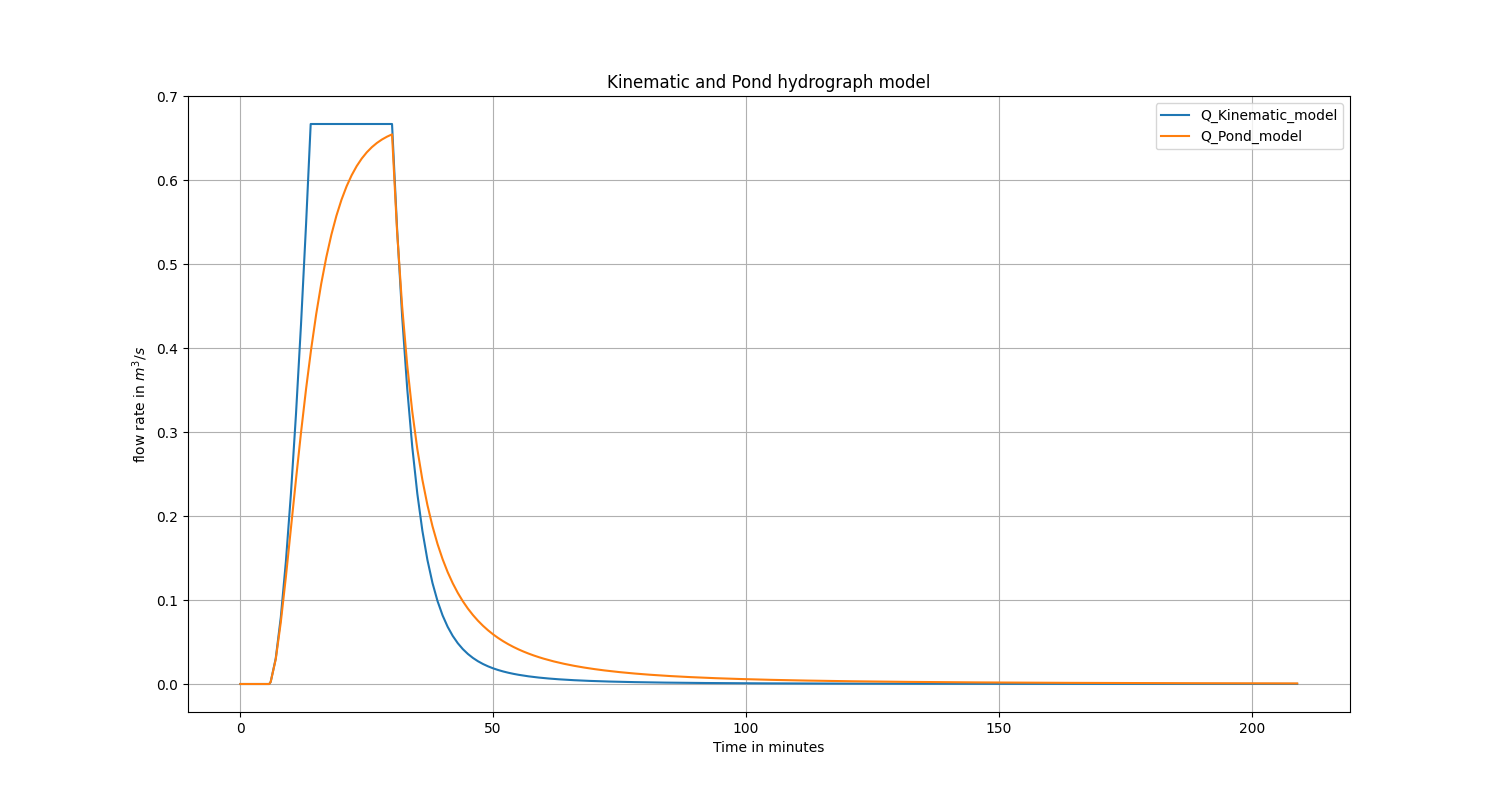 Kinematic and Pond hydrograph model
0.7
0.6
0.5
0.4
0.3
0.2
0.1
0.0
flow rate in m³/s
0 50 100 150 200
Time in minutes
Q_Kinematic_model
Q_Pond_model